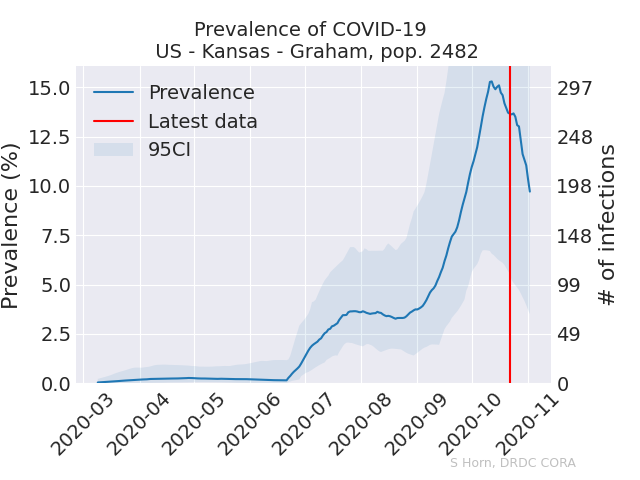 Prevalence of COVID-19
US - Kansas - Graham, pop. 2482
Prevalence (%)
15.0
12.5
10.0
7.5
5.0
2.5
0.0
Prevalence
Latest data
95CI
297
248
198
148
99
49
0
# of infections
2020-03
2020-04
2020-05
2020-06
2020-07
2020-08
2020-09
2020-10
2020-11
S Horn, DRDC CORA